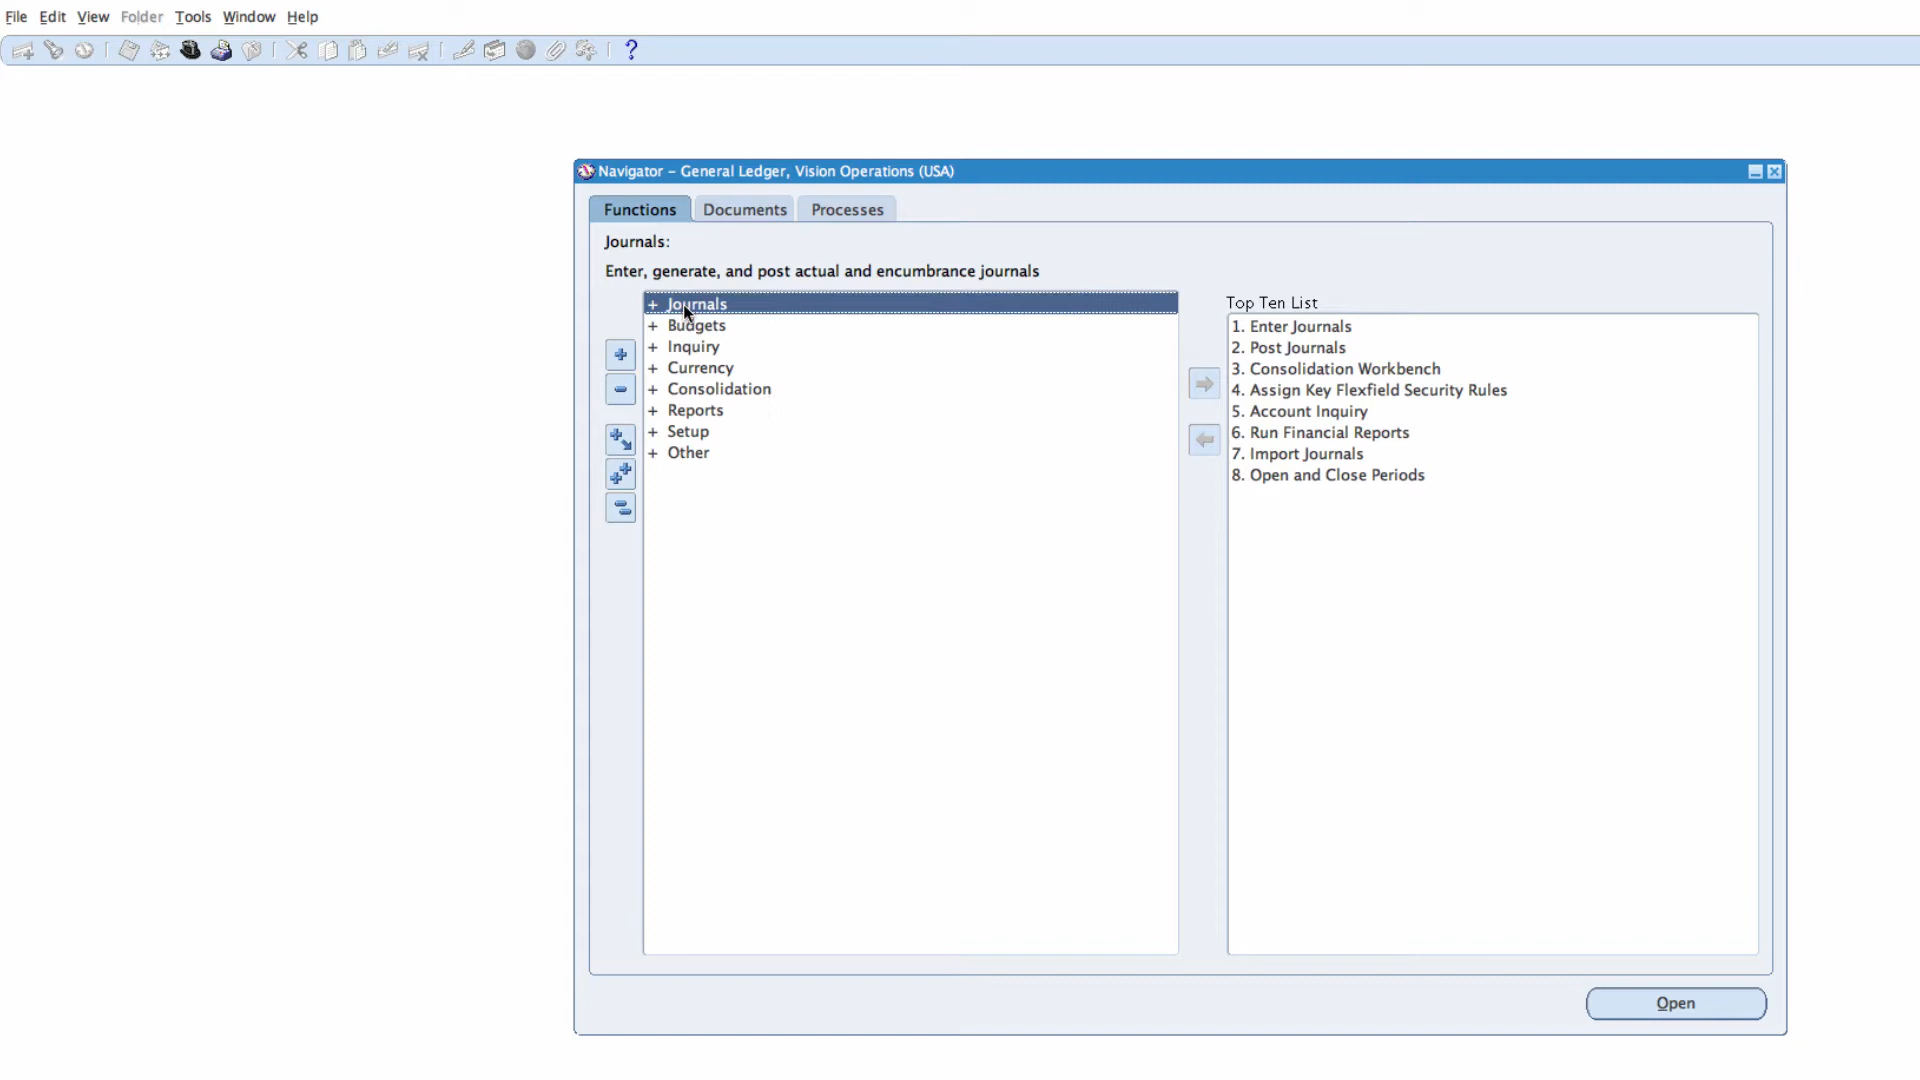 File Edit View Folder Tools Window Help
?
Navigator – General Ledger, Vision Operations (USA)
Functions Documents Processes
Journals:
Enter, generate, and post actual and encumbrance journals
+ Journals
+ Budgets
+ Inquiry
+ Currency
+ Consolidation
+ Reports
+ Setup
+ Other
Top Ten List
1. Enter Journals
2. Post Journals
3. Consolidation Workbench
4. Assign Key Flexfield Security Rules
5. Account Inquiry
6. Run Financial Reports
7. Import Journals
8. Open and Close Periods
Open